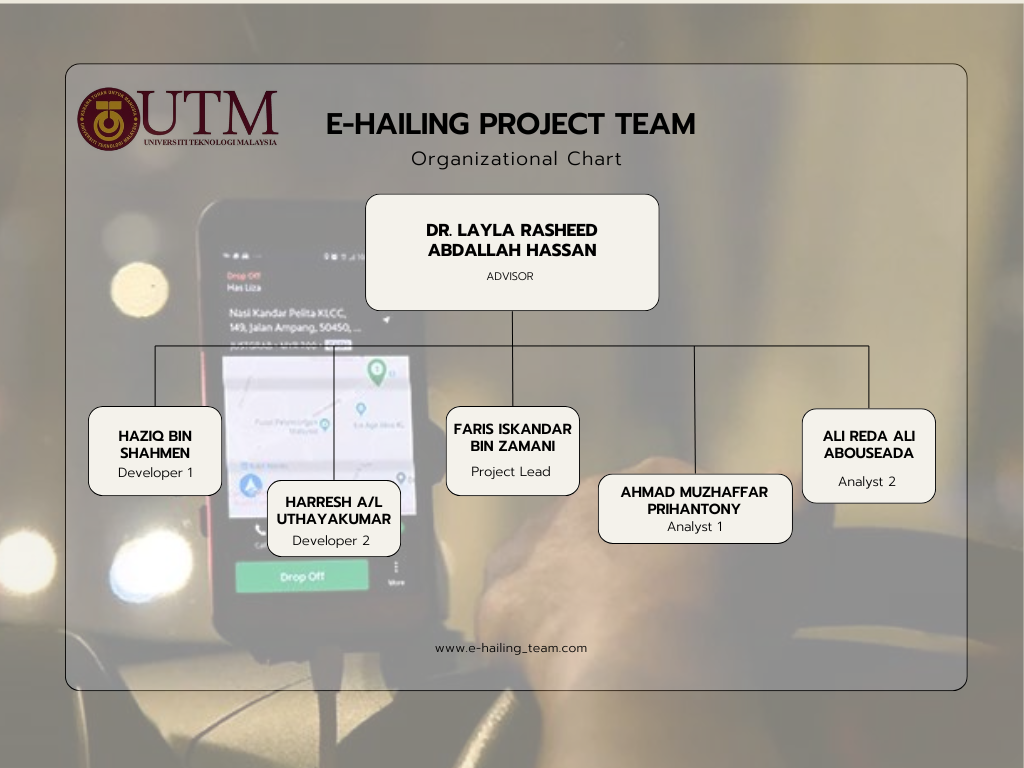 UTM
UNIVERSITI TEKNOLOGI MALAYSIA
E-HAILING PROJECT TEAM
Organizational Chart
DR. LAYLA RASHEED
ABDALLAH HASSAN
ADVISOR
Drop Off
Has Liza
Nasi Kandar Pelita KLCC,
149, Jalan Ampang, 50450, ...
HAZIQ BIN
SHAHMEN
Developer 1
HARRESH A/L
UTHAYAKUMAR
Developer 2
FARIS ISKANDAR
BIN ZAMANI
Project Lead
AHMAD MUZHAFFAR
PRIHANTONY
Analyst 1
ALI REDA ALI
ABOUSEADA
Analyst 2
Drop Off
More
www.e-hailing_team.com